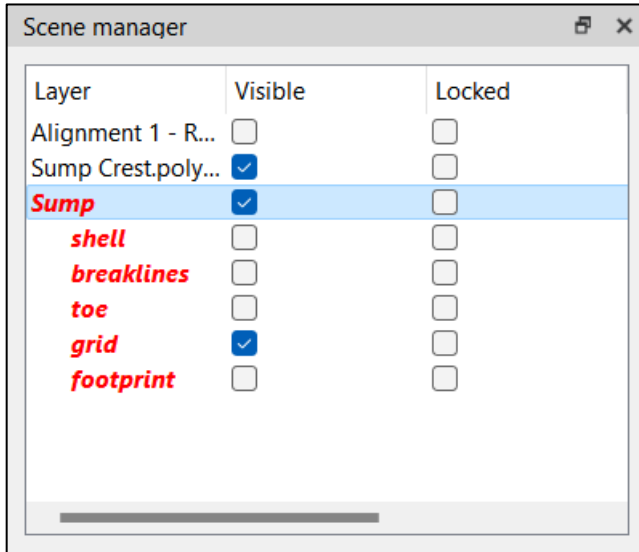 Scene manager
Layer Visible Locked
Alignment 1 - R...
Sump Crest.poly...
Sump
shell
breaklines
toe
grid
footprint